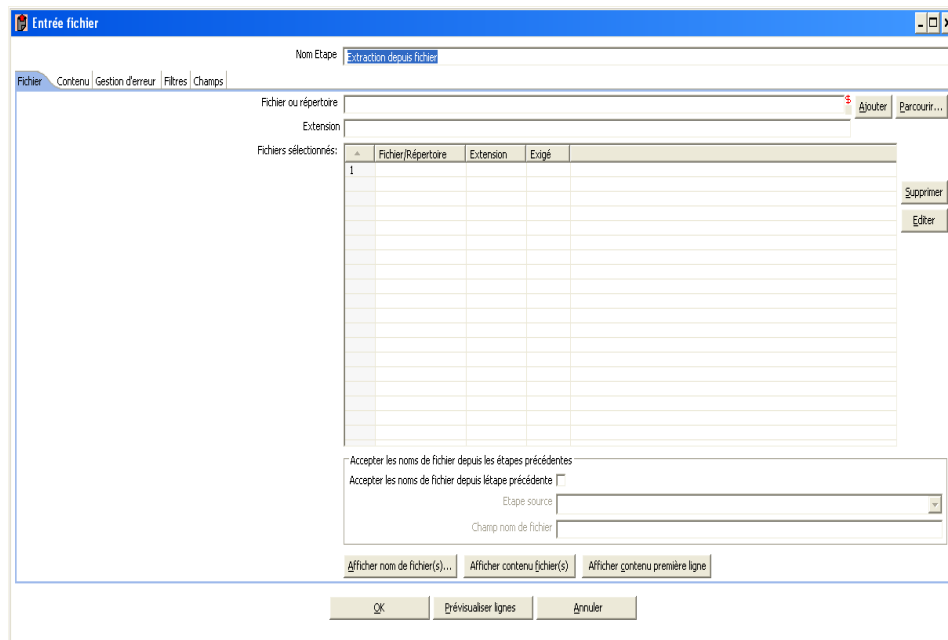 Entrée fichier
Nom Etape Extraction depuis fichier
Fichier Contenu Gestion d'erreur Filtres Champs
Fichier ou répertoire $ Ajouter Parcourir...
Extension
Fichiers sélectionnés: Fichier/Répertoire Extension Exigé
1
Supprimer
Editer
Accepter les noms de fichier depuis les étapes précédentes
Accepter les noms de fichier depuis létape précédente
Etape source
Champ nom de fichier
Afficher nom de fichier(s)... Afficher contenu fichier(s) Afficher contenu première ligne
OK Prévisualiser lignes Annuler